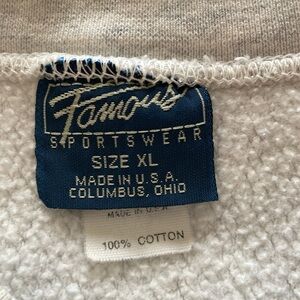 Famous
SPORTSWEAR
SIZE XL
MADE IN U.S.A.
COLUMBUS, OHIO
MADE IN U.S.A.
100% COTTON